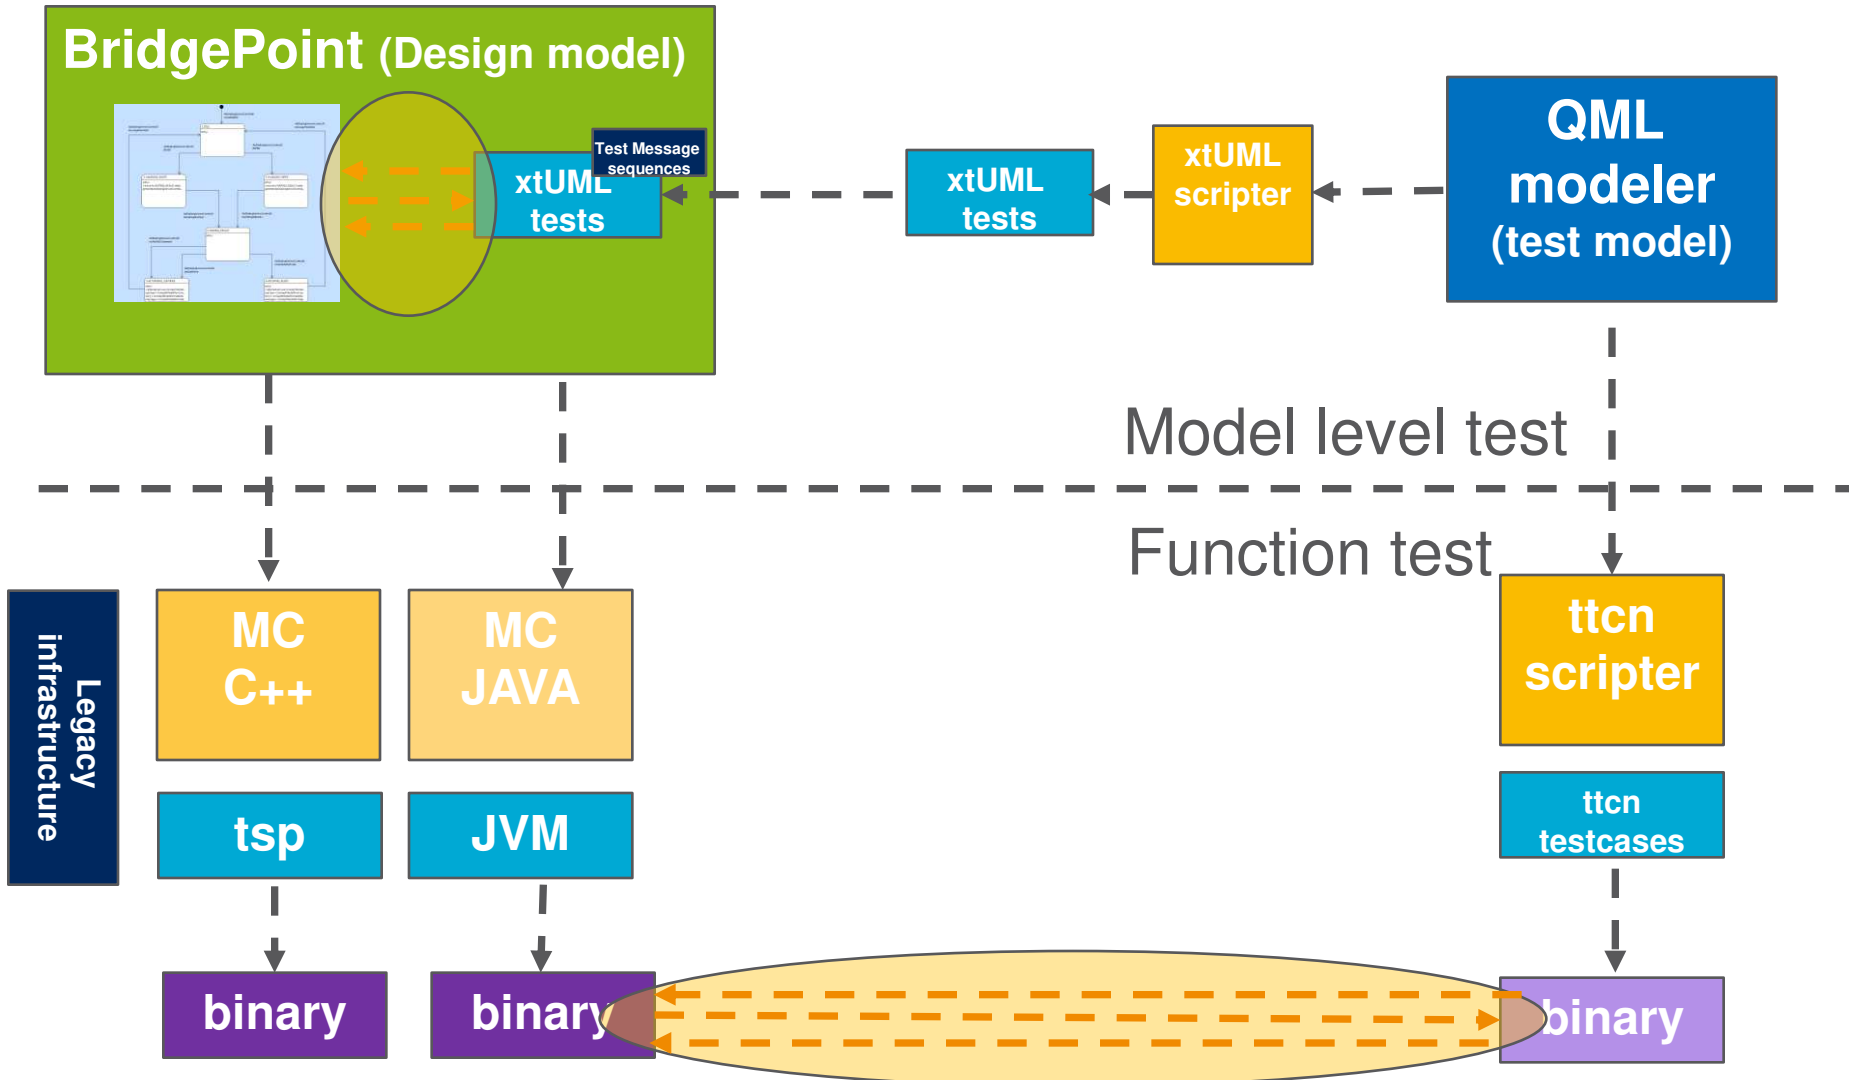 BridgePoint (Design model)
Test Message
sequences
xtUML
tests
xtUML
tests
xtUML
scripter
QML
modeler
(test model)
Model level test
Function test
Legacy
infrastructure
MC
C++
MC
JAVA
ttcn
scripter
tsp
JVM
ttcn
testcases
binary
binary
binary